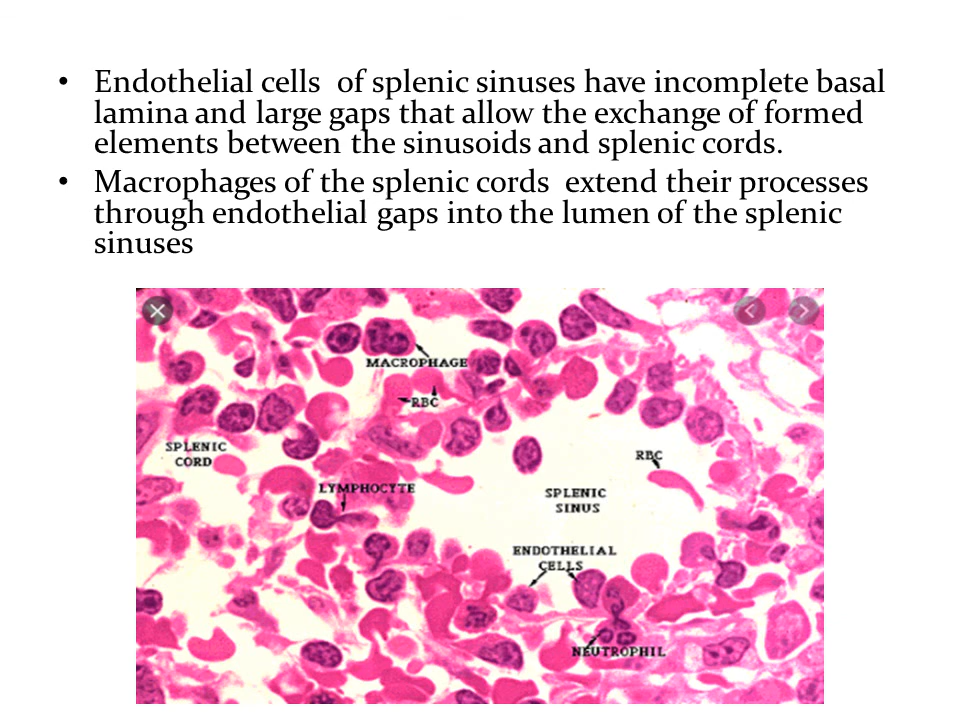 • Endothelial cells of splenic sinuses have incomplete basal
lamina and large gaps that allow the exchange of formed
elements between the sinusoids and splenic cords.
• Macrophages of the splenic cords extend their processes
through endothelial gaps into the lumen of the splenic
sinuses
MACROPHAGE
RBC
SPLENIC
CORD
RBC
LYMPHOCYTE
SPLENIC
SINUS
ENDOTHELIAL
CELLS
NEUTROPHIL